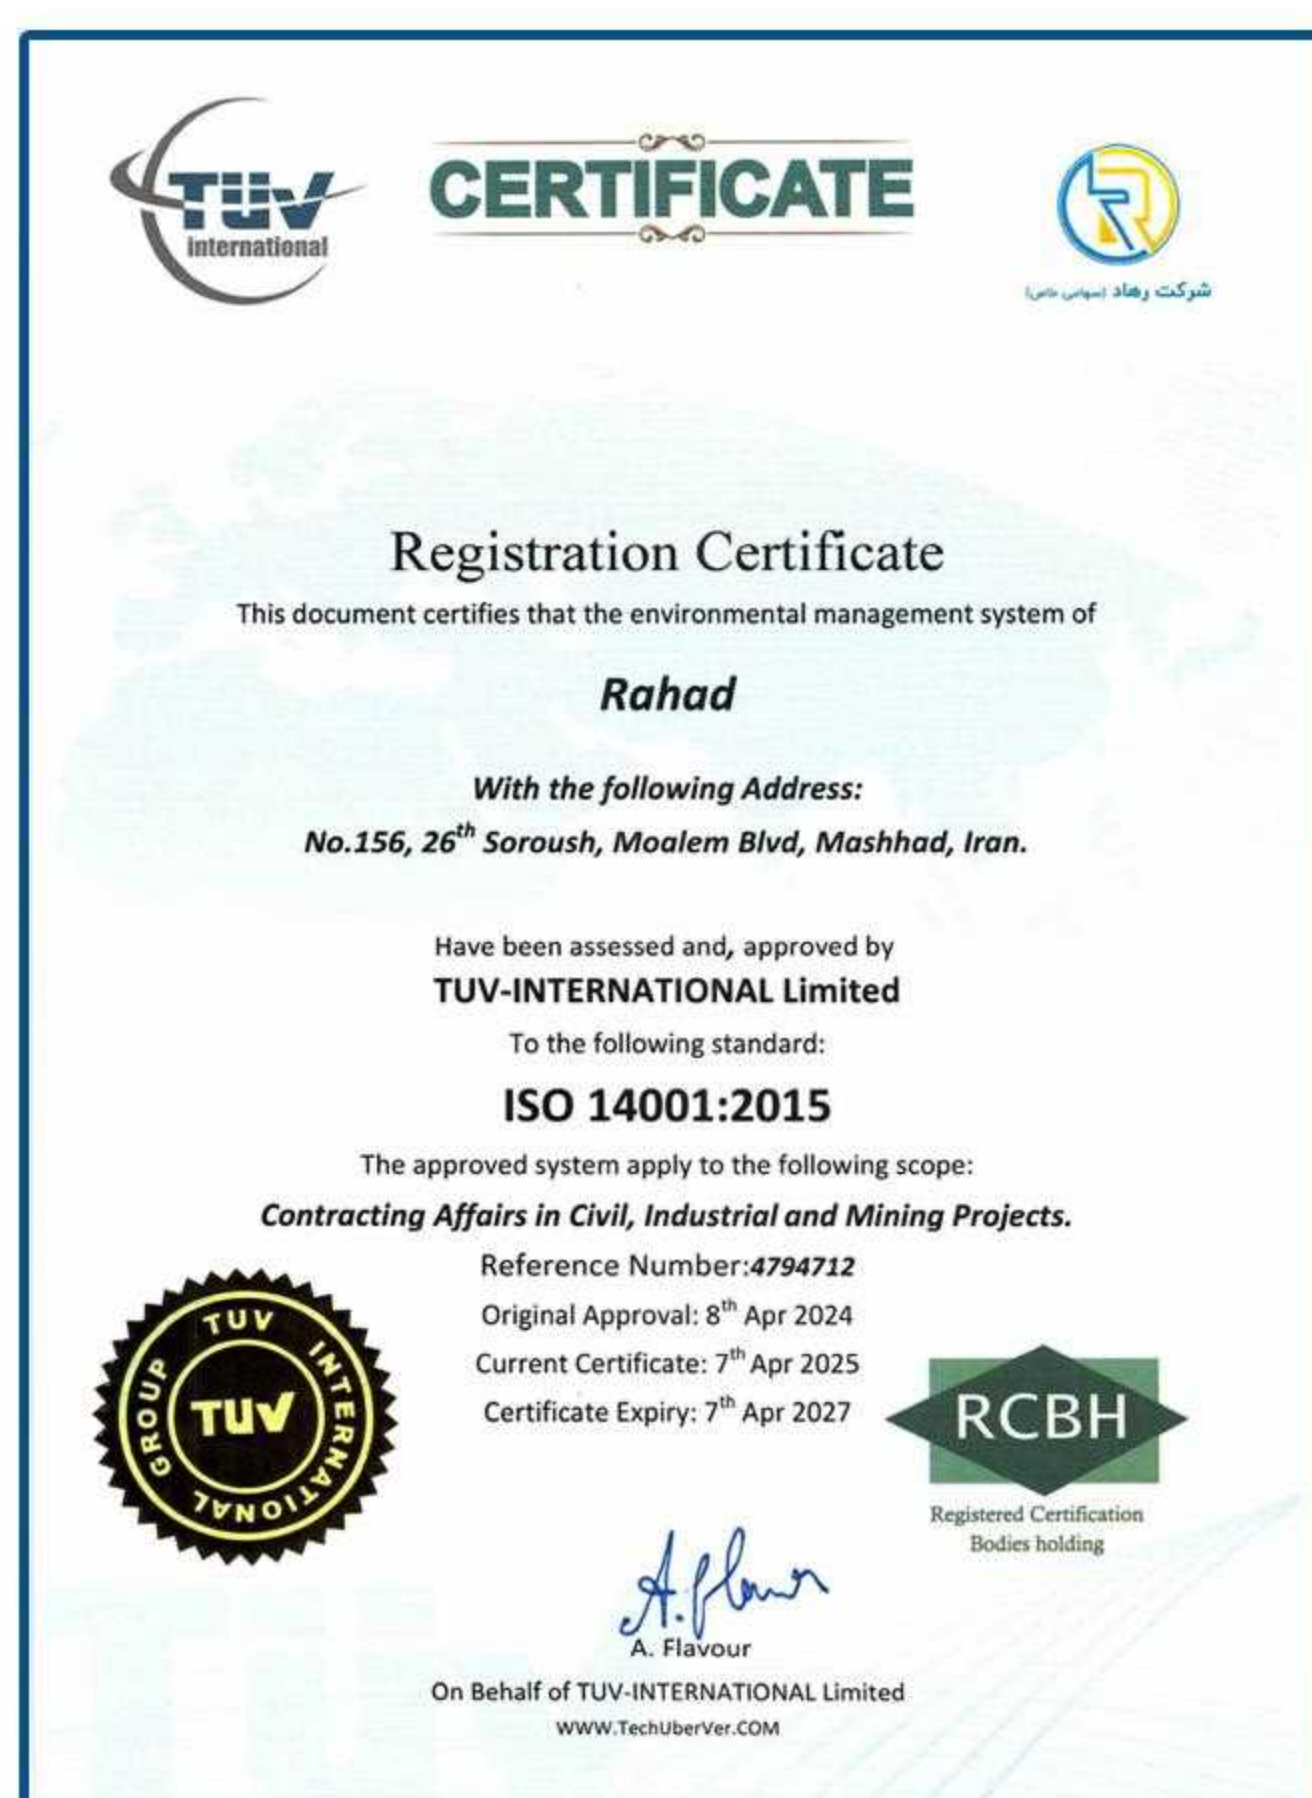 TÜV
international
CERTIFICATE
شرکت رهاد (سهامی خاص)
Registration Certificate
This document certifies that the environmental management system of
Rahad
With the following Address:
No.156, 26th Soroush, Moalem Blvd, Mashhad, Iran.
Have been assessed and, approved by
TUV-INTERNATIONAL Limited
To the following standard:
ISO 14001:2015
The approved system apply to the following scope:
Contracting Affairs in Civil, Industrial and Mining Projects.
Reference Number:4794712
Original Approval: 8th Apr 2024
Current Certificate: 7th Apr 2025
Certificate Expiry: 7th Apr 2027
TUV INTERNATIONAL GROUP
TUV
RCBH
Registered Certification
Bodies holding
A. Flavour
A. Flavour
On Behalf of TUV-INTERNATIONAL Limited
WWW.TechUberVer.COM
TÜV